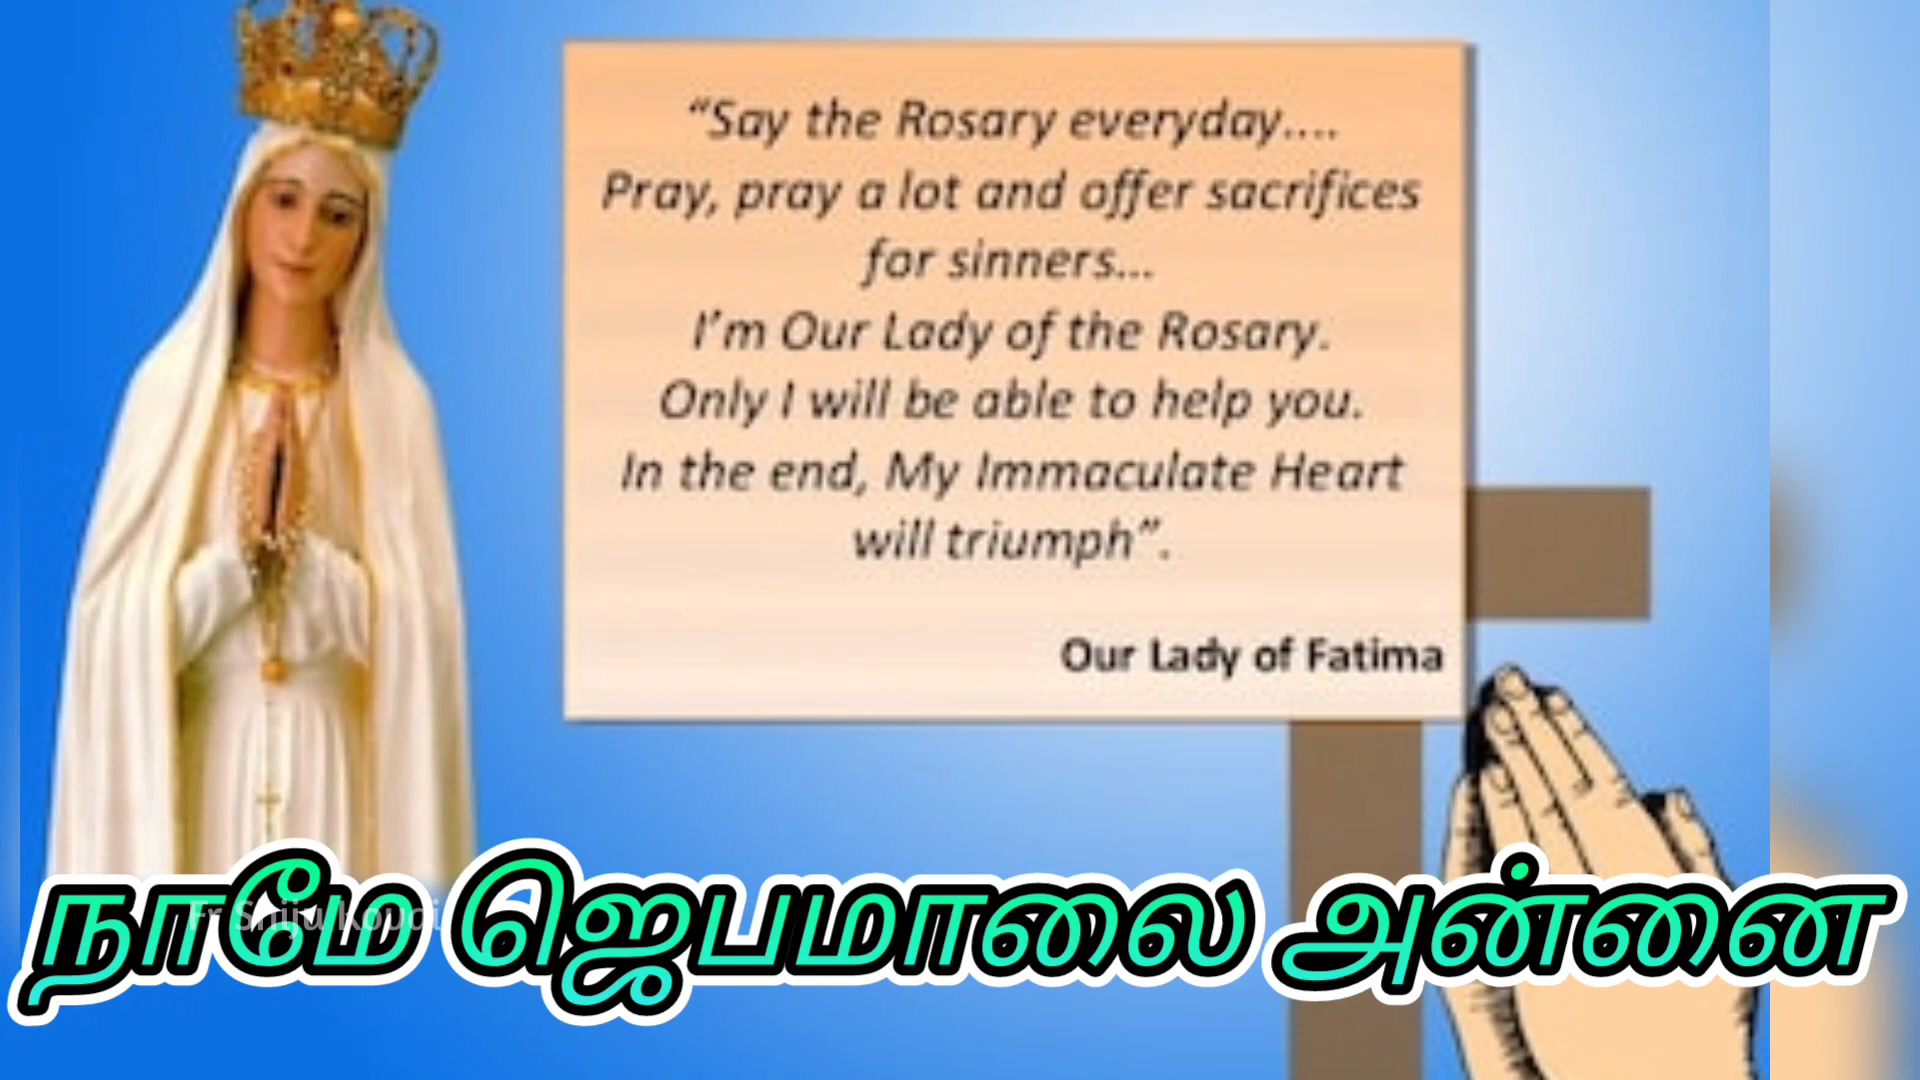 “Say the Rosary everyday....
Pray, pray a lot and offer sacrifices
for sinners...
I’m Our Lady of the Rosary.
Only I will be able to help you.
In the end, My Immaculate Heart
will triumph”.
Our Lady of Fatima
நாமே ஜெபமாலை அன்னை
Fr Shiju